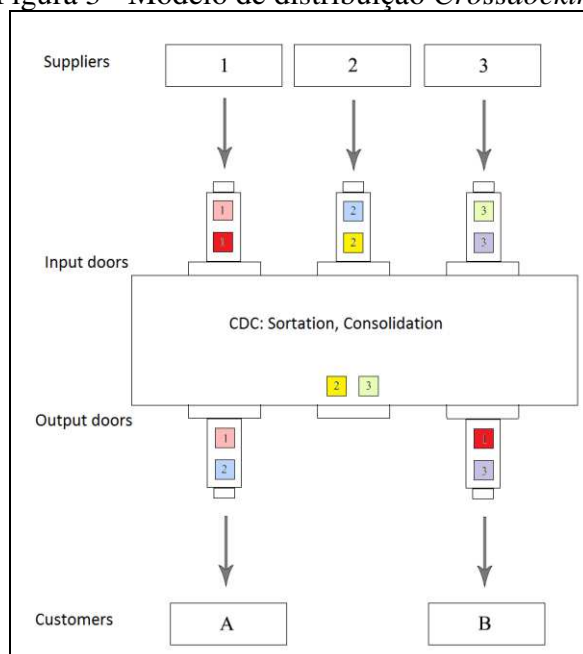 Figura 3 - Modelo de distribuição
Suppliers 1 2 3
1 2 3
1 2 3
Input doors
CDC: Sortation, Consolidation
2 3
Output doors
1 1
2 3
Customers A B